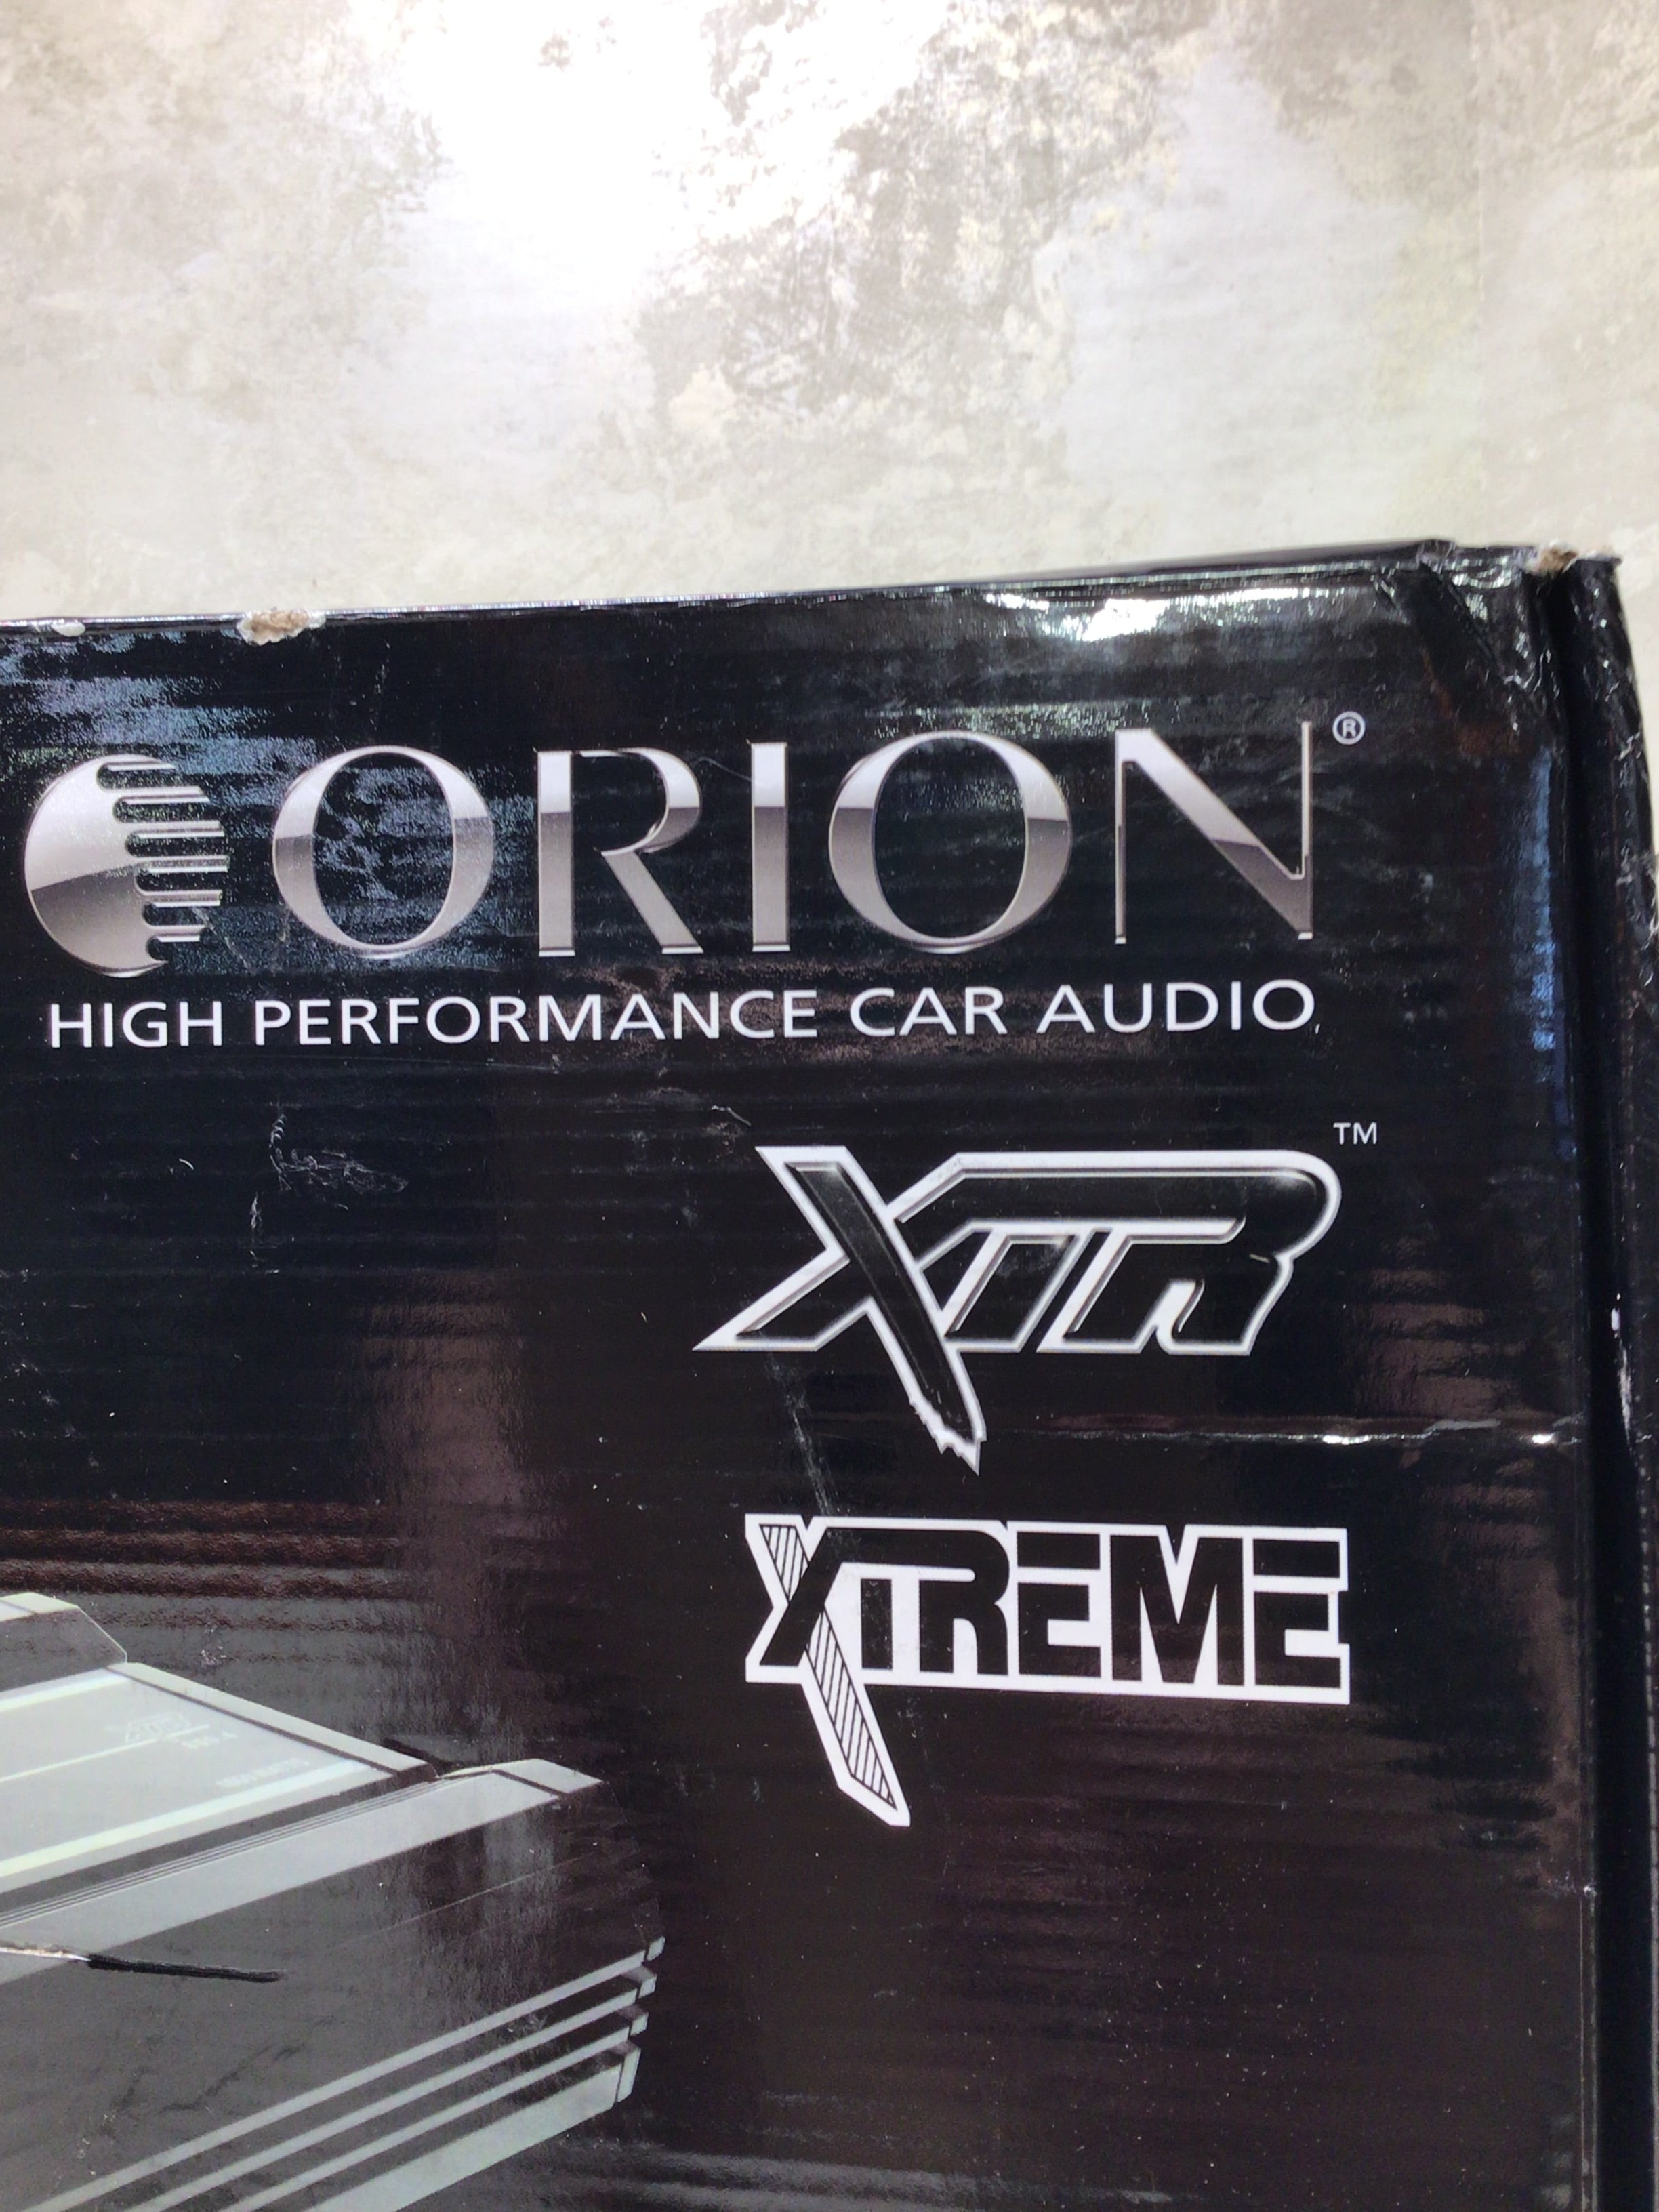 ORION®
HIGH PERFORMANCE CAR AUDIO
XTR™
XTREME